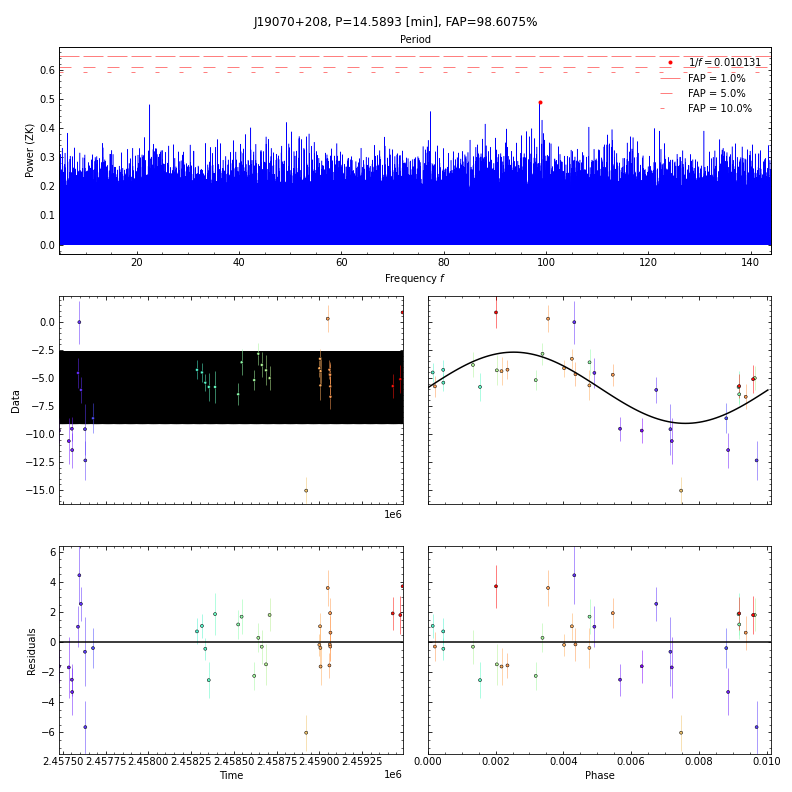 J19070+208, P=14.5893 [min], FAP=98.6075%
Period
Power (ZK)
0.6
0.5
0.4
0.3
0.2
0.1
0.0
1/f = 0.010131
FAP = 1.0%
FAP = 5.0%
FAP = 10.0%
20 40 60 80 100 120 140
Frequency f
Data
0.0
−2.5
−5.0
−7.5
−10.0
−12.5
−15.0
1e6
Residuals
6
4
2
0
−2
−4
−6
2.45750 2.45775 2.45800 2.45825 2.45850 2.45875 2.45900 2.45925
Time
1e6
0.000 0.002 0.004 0.006 0.008 0.010
Phase